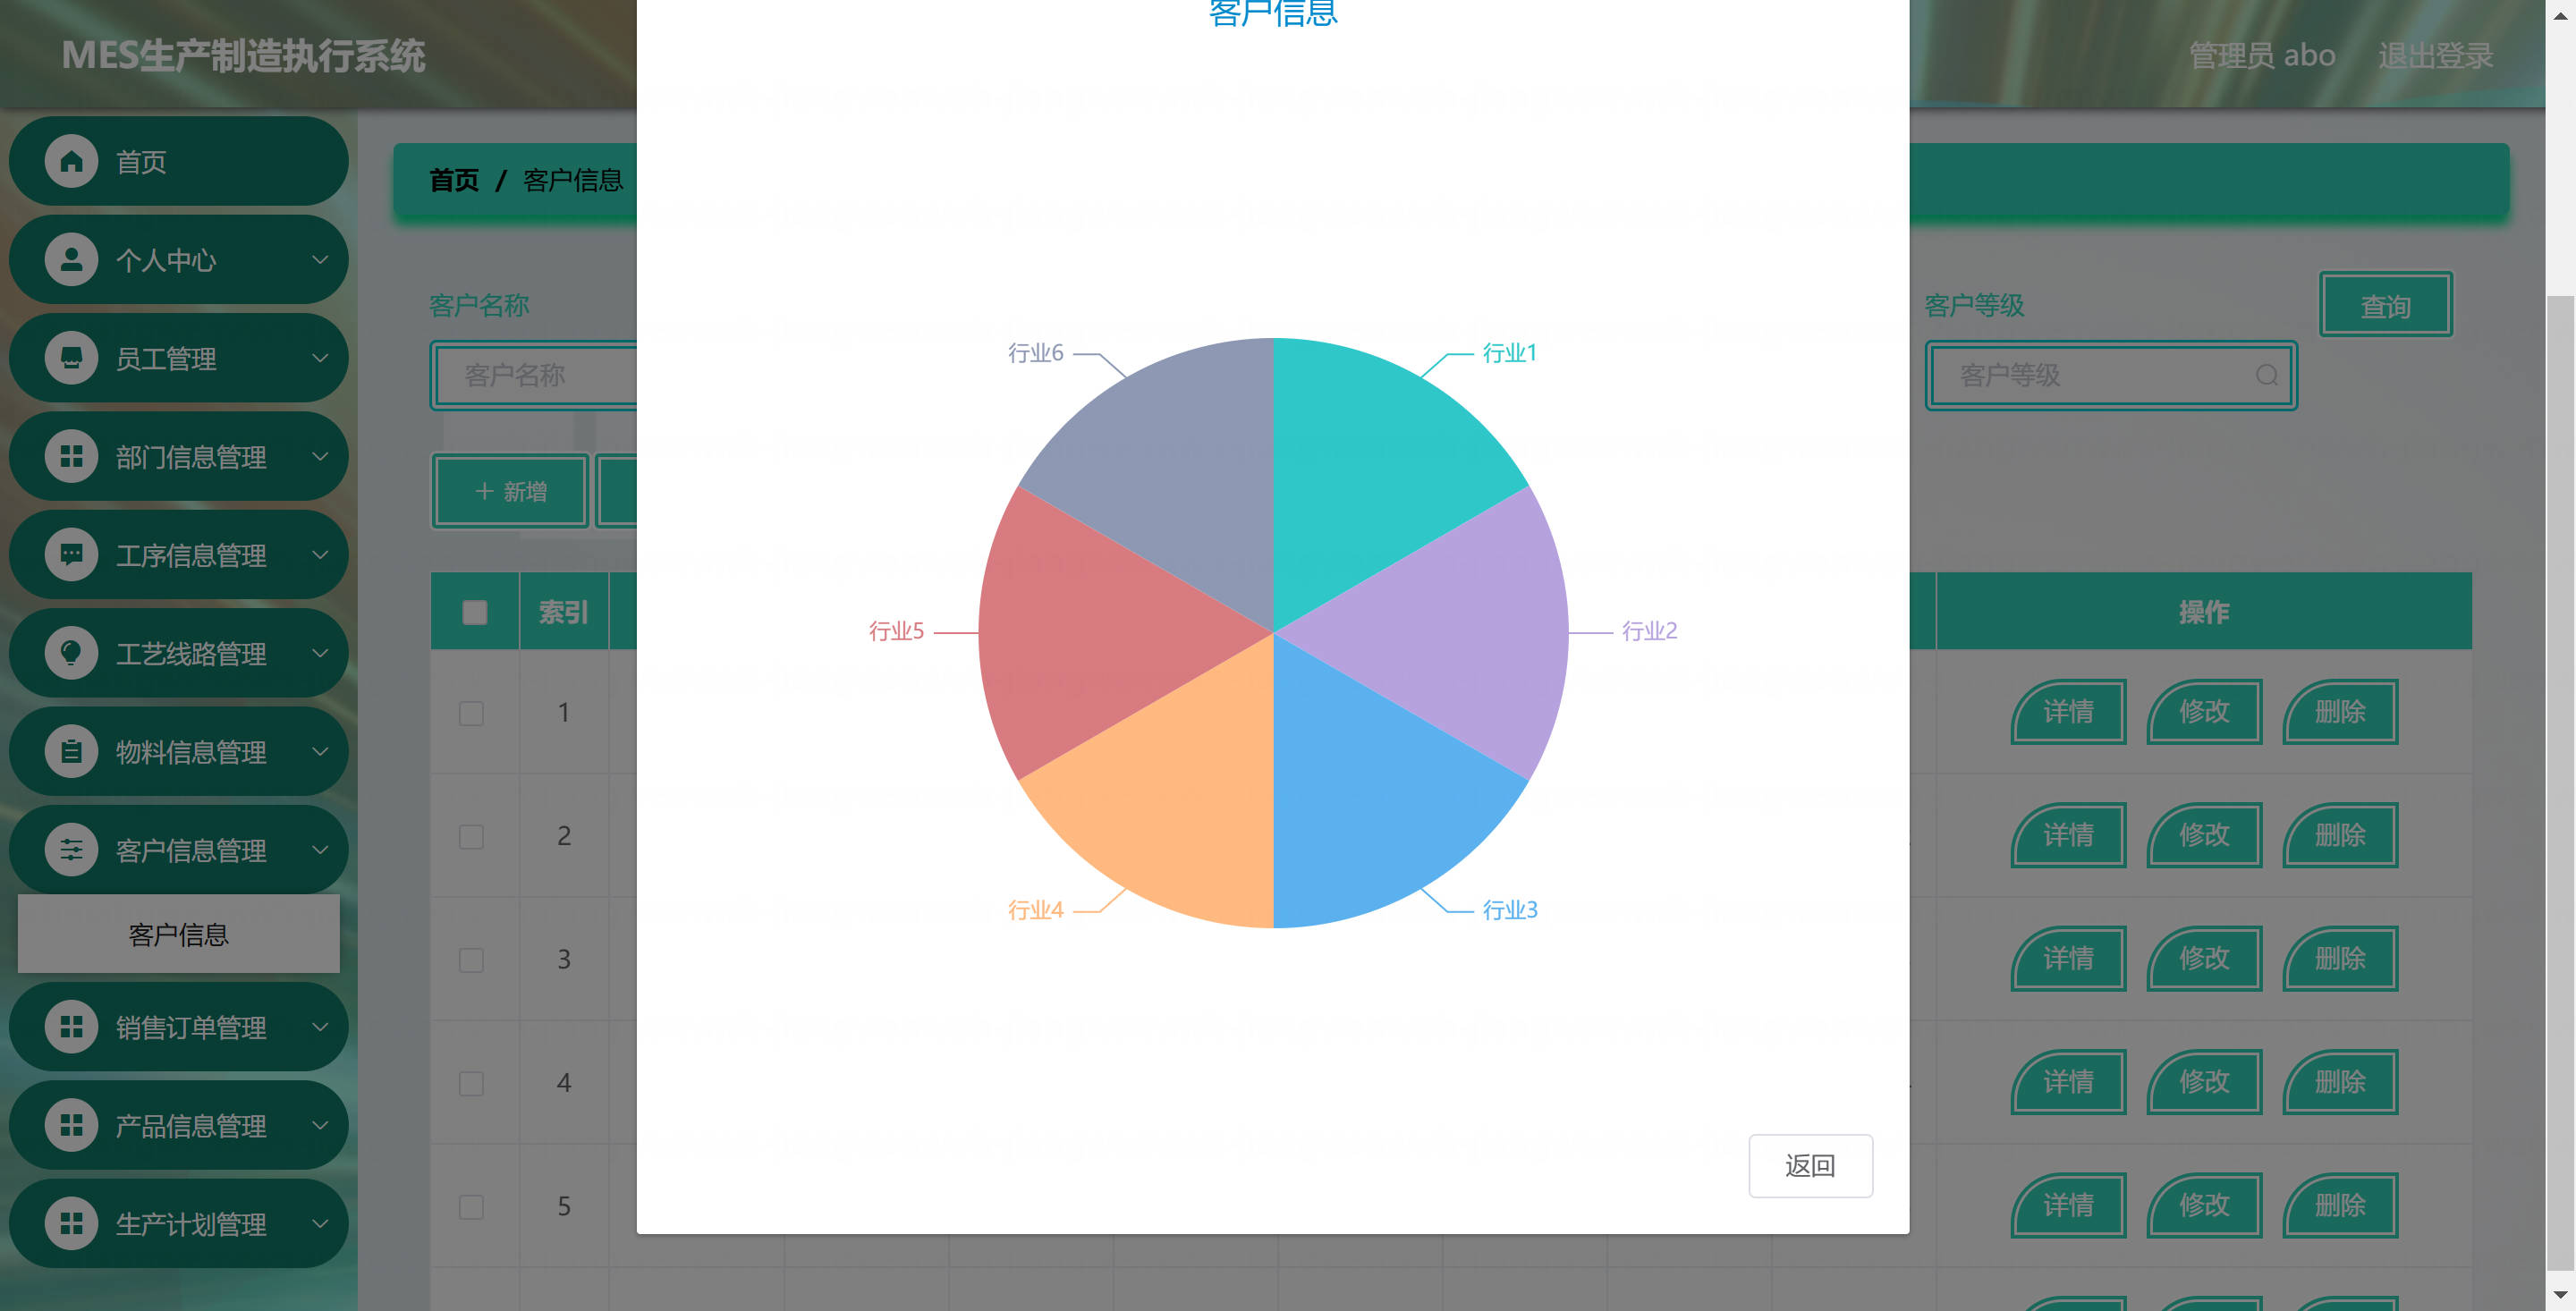 客户信息
MES生产制造执行系统
管理员 abo
退出登录
首页
个人中心
员工管理
部门信息管理
工序信息管理
工艺线路管理
物料信息管理
客户信息管理
客户信息
销售订单管理
产品信息管理
生产计划管理
首页 / 客户信息
客户名称
客户名称
客户等级
客户等级
查询
+ 新增
索引
操作
1
详情 修改 删除
2
详情 修改 删除
3
详情 修改 删除
4
详情 修改 删除
5
详情 修改 删除
行业6
行业1
行业5
行业2
行业4
行业3
返回